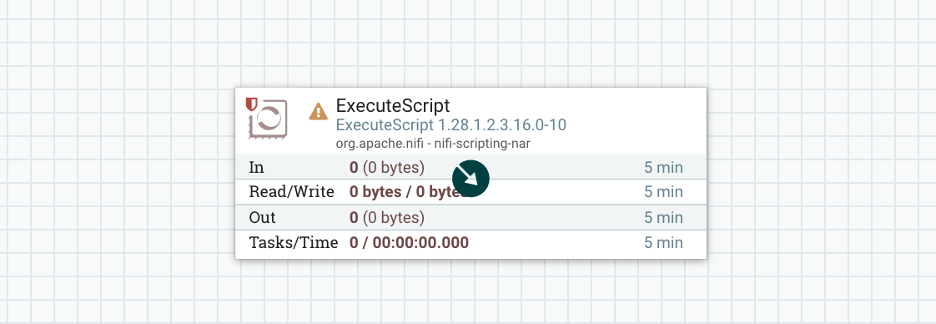 ExecuteScript
ExecuteScript 1.28.1.2.3.16.0-10
org.apache.nifi - nifi-scripting-nar
In 0 (0 bytes) 5 min
Read/Write 0 bytes / 0 5 min
Out 0 (0 bytes) 5 min
Tasks/Time 0 / 00:00:00.000 5 min